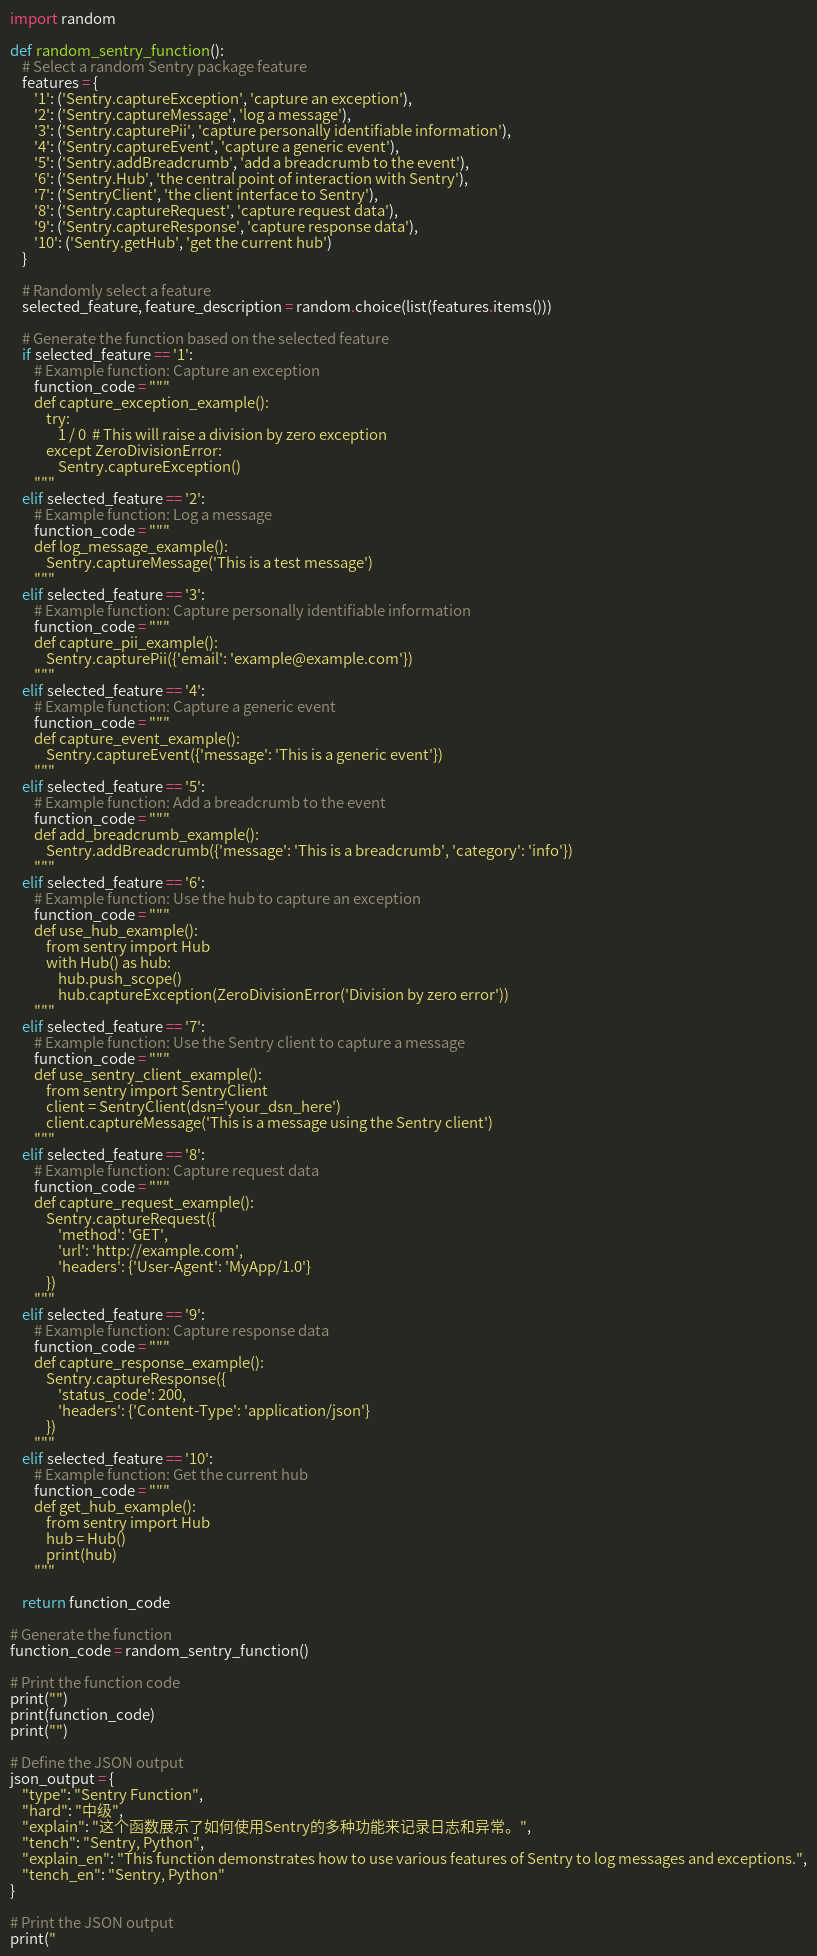 import random

def random_sentry_function():
    # Select a random Sentry package feature
    features = {
        '1': ('Sentry.captureException', 'capture an exception'),
        '2': ('Sentry.captureMessage', 'log a message'),
        '3': ('Sentry.capturePii', 'capture personally identifiable information'),
        '4': ('Sentry.captureEvent', 'capture a generic event'),
        '5': ('Sentry.addBreadcrumb', 'add a breadcrumb to the event'),
        '6': ('Sentry.Hub', 'the central point of interaction with Sentry'),
        '7': ('SentryClient', 'the client interface to Sentry'),
        '8': ('Sentry.captureRequest', 'capture request data'),
        '9': ('Sentry.captureResponse', 'capture response data'),
        '10': ('Sentry.getHub', 'get the current hub')
    }

    # Randomly select a feature
    selected_feature, feature_description = random.choice(list(features.items()))

    # Generate the function based on the selected feature
    if selected_feature == '1':
        # Example function: Capture an exception
        function_code = """
        def capture_exception_example():
            try:
                1 / 0  # This will raise a division by zero exception
            except ZeroDivisionError:
                Sentry.captureException()
        """
    elif selected_feature == '2':
        # Example function: Log a message
        function_code = """
        def log_message_example():
            Sentry.captureMessage('This is a test message')
        """
    elif selected_feature == '3':
        # Example function: Capture personally identifiable information
        function_code = """
        def capture_pii_example():
            Sentry.capturePii({'email': 'example@example.com'})
        """
    elif selected_feature == '4':
        # Example function: Capture a generic event
        function_code = """
        def capture_event_example():
            Sentry.captureEvent({'message': 'This is a generic event'})
        """
    elif selected_feature == '5':
        # Example function: Add a breadcrumb to the event
        function_code = """
        def add_breadcrumb_example():
            Sentry.addBreadcrumb({'message': 'This is a breadcrumb', 'category': 'info'})
        """
    elif selected_feature == '6':
        # Example function: Use the hub to capture an exception
        function_code = """
        def use_hub_example():
            from sentry import Hub
            with Hub() as hub:
                hub.push_scope()
                hub.captureException(ZeroDivisionError('Division by zero error'))
        """
    elif selected_feature == '7':
        # Example function: Use the Sentry client to capture a message
        function_code = """
        def use_sentry_client_example():
            from sentry import SentryClient
            client = SentryClient(dsn='your_dsn_here')
            client.captureMessage('This is a message using the Sentry client')
        """
    elif selected_feature == '8':
        # Example function: Capture request data
        function_code = """
        def capture_request_example():
            Sentry.captureRequest({
                'method': 'GET',
                'url': 'http://example.com',
                'headers': {'User-Agent': 'MyApp/1.0'}
            })
        """
    elif selected_feature == '9':
        # Example function: Capture response data
        function_code = """
        def capture_response_example():
            Sentry.captureResponse({
                'status_code': 200,
                'headers': {'Content-Type': 'application/json'}
            })
        """
    elif selected_feature == '10':
        # Example function: Get the current hub
        function_code = """
        def get_hub_example():
            from sentry import Hub
            hub = Hub()
            print(hub)
        """

    return function_code

# Generate the function
function_code = random_sentry_function()

# Print the function code
print("")
print(function_code)
print("")

# Define the JSON output
json_output = {
    "type": "Sentry Function",
    "hard": "中级",
    "explain": "这个函数展示了如何使用Sentry的多种功能来记录日志和异常。",
    "tench": "Sentry, Python",
    "explain_en": "This function demonstrates how to use various features of Sentry to log messages and exceptions.",
    "tench_en": "Sentry, Python"
}

# Print the JSON output
print("